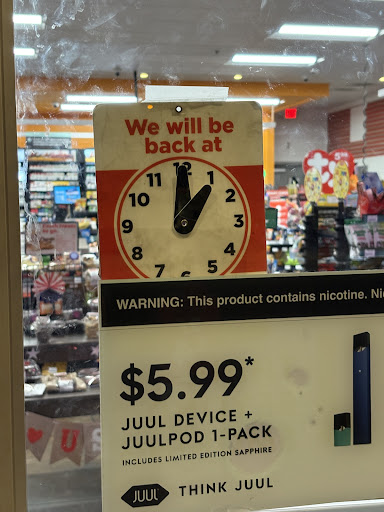 We will be
back at
12
11
1
10
2
9
3
8
4
7
6
5
WARNING: This product contains nicotine. Ni
$5.99*
JUUL DEVICE +
JUULPOD 1-PACK
INCLUDES LIMITED EDITION SAPPHIRE
JUUL THINK JUUL
U S